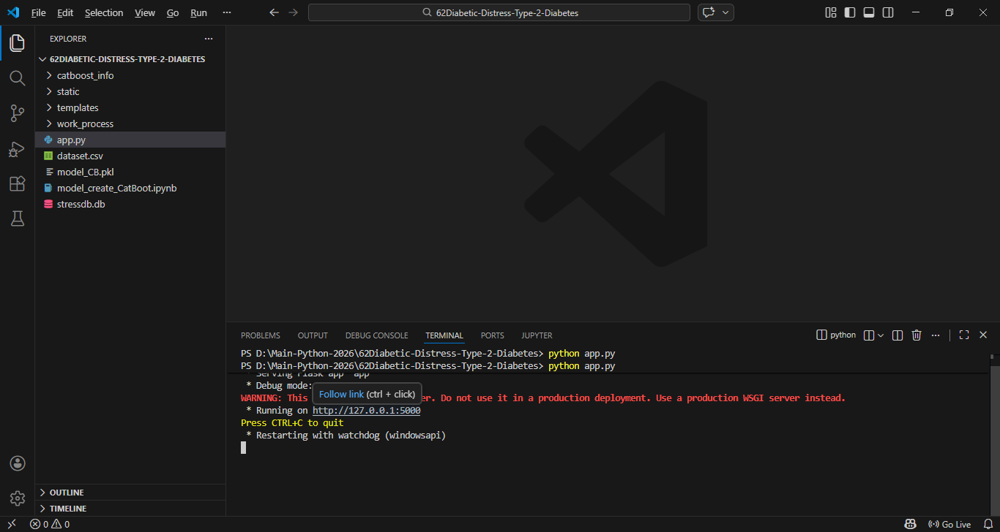 File Edit Selection View Go Run ···
62Diabetic-Distress-Type-2-Diabetes
EXPLORER
62DIABETIC-DISTRESS-TYPE-2-DIABETES
catboost_info
static
templates
work_process
app.py
dataset.csv
model_CB.pkl
model_create_CatBoot.ipynb
stressdb.db
OUTLINE
TIMELINE
PROBLEMS OUTPUT DEBUG CONSOLE TERMINAL PORTS JUPYTER
python
PS D:\Main-Python-2026\62Diabetic-Distress-Type-2-Diabetes> python app.py
PS D:\Main-Python-2026\62Diabetic-Distress-Type-2-Diabetes> python app.py
* Serving Flask app 'app'
* Debug mode:
Follow link (ctrl + click)
WARNING: This er. Do not use it in a production deployment. Use a production WSGI server instead.
* Running on http://127.0.0.1:5000
Press CTRL+C to quit
* Restarting with watchdog (windowsapi)
0 0
Go Live